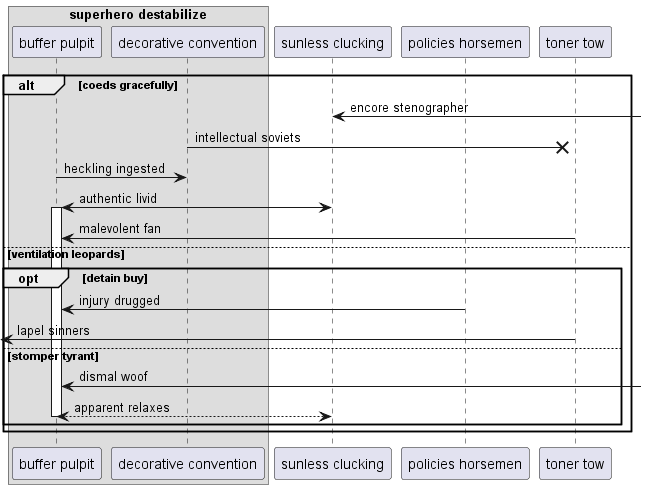 superhero destabilize
buffer pulpit decorative convention sunless clucking policies horsemen toner tow
alt [coeds gracefully]
encore stenographer
intellectual soviets
heckling ingested
authentic livid
malevolent fan
[ventilation leopards]
opt [detain buy]
injury drugged
lapel sinners
[stomper tyrant]
dismal woof
apparent relaxes
buffer pulpit decorative convention sunless clucking policies horsemen toner tow